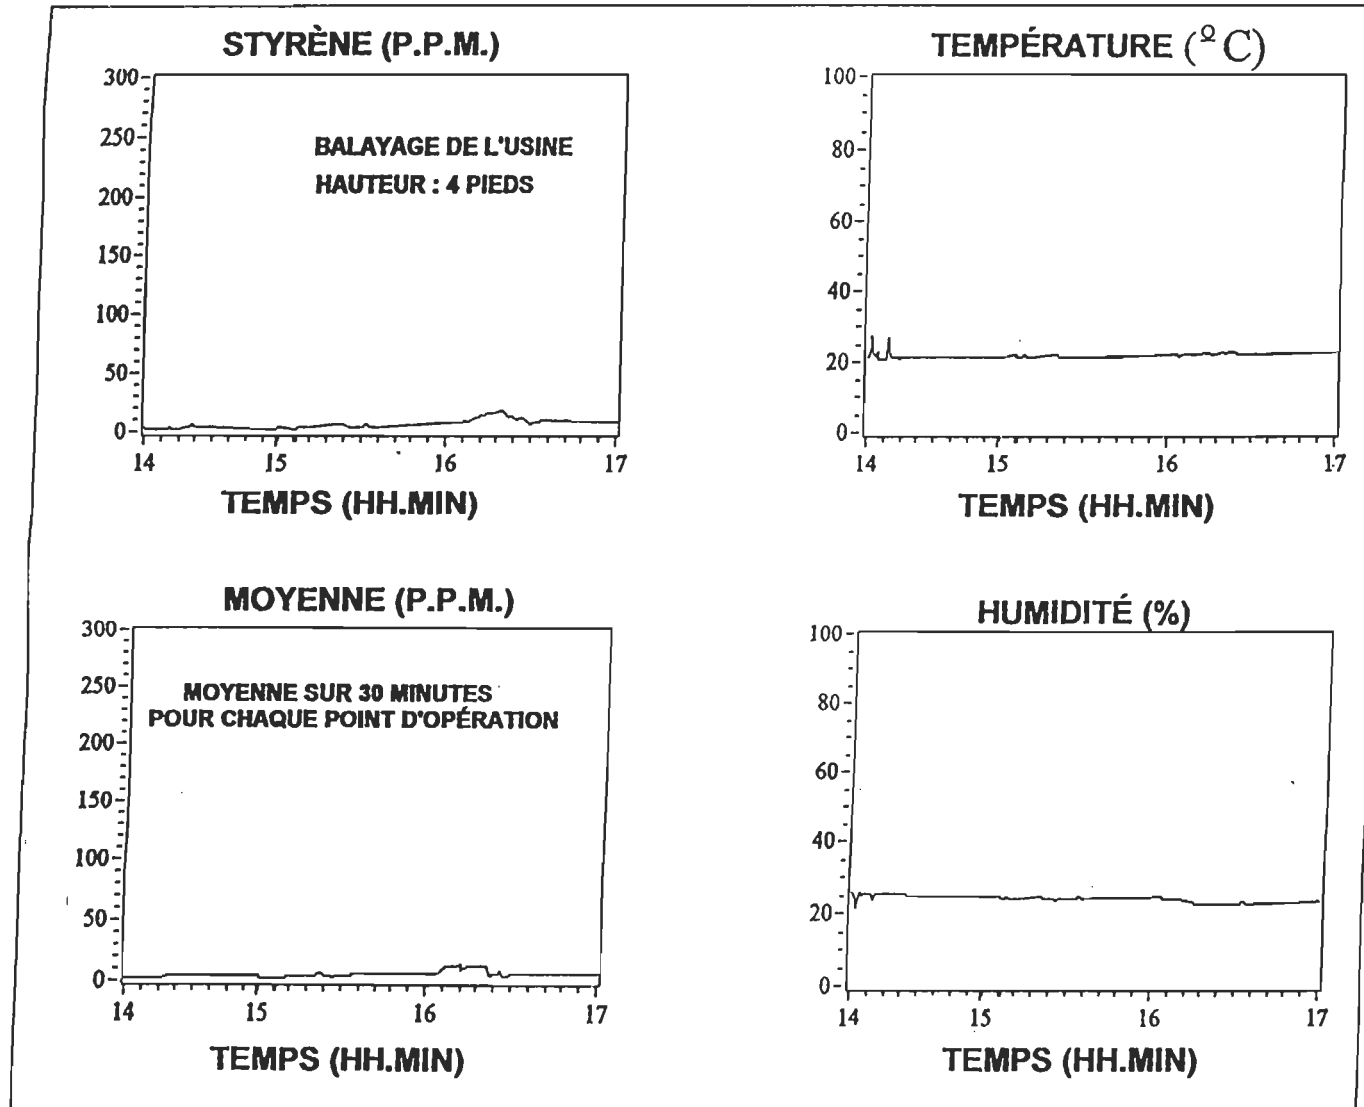 STYRÈNE (P.P.M.)
300
250
200
150
100
50
0
BALAYAGE DE L'USINE
HAUTEUR : 4 PIEDS
14 15 16 17
TEMPS (HH.MIN)
TEMPÉRATURE (º C)
100
80
60
40
20
0
14 15 16 17
TEMPS (HH.MIN)
MOYENNE (P.P.M.)
300
250
200
150
100
50
0
MOYENNE SUR 30 MINUTES
POUR CHAQUE POINT D'OPÉRATION
14 15 16 17
TEMPS (HH.MIN)
HUMIDITÉ (%)
100
80
60
40
20
0
14 15 16 17
TEMPS (HH.MIN)